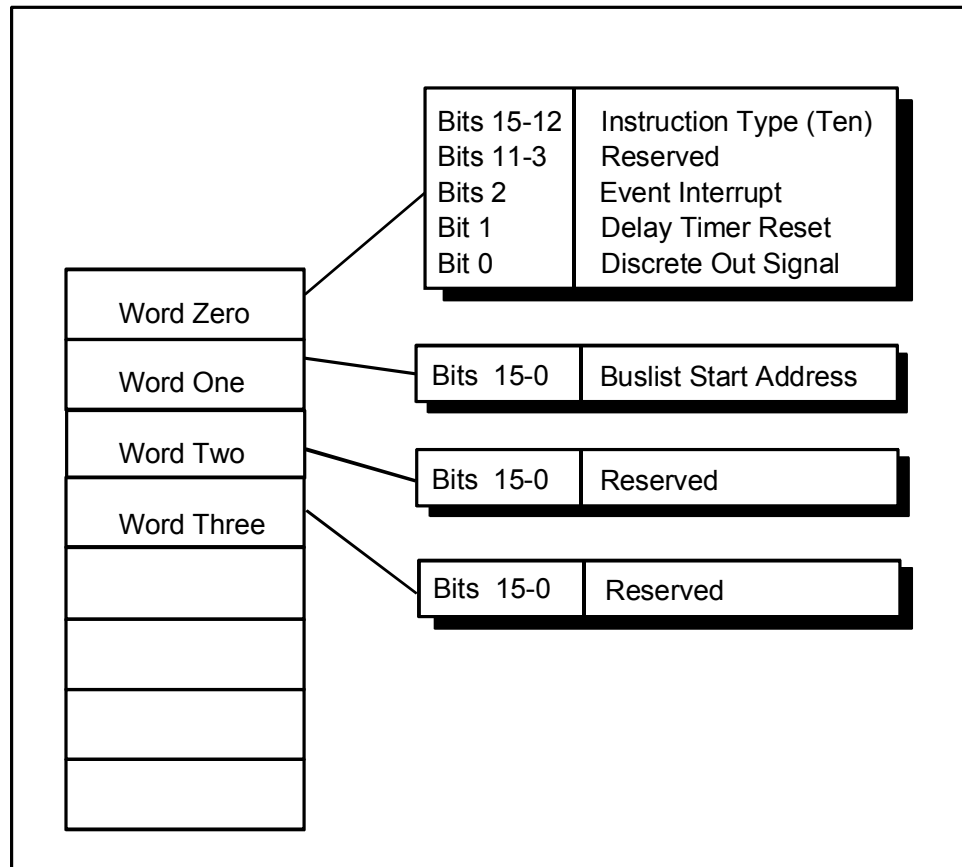 Bits 15-12 Instruction Type (Ten)
Bits 11-3 Reserved
Bits 2 Event Interrupt
Bit 1 Delay Timer Reset
Bit 0 Discrete Out Signal
Word Zero
Word One
Bits 15-0 Buslist Start Address
Word Two
Bits 15-0 Reserved
Word Three
Bits 15-0 Reserved